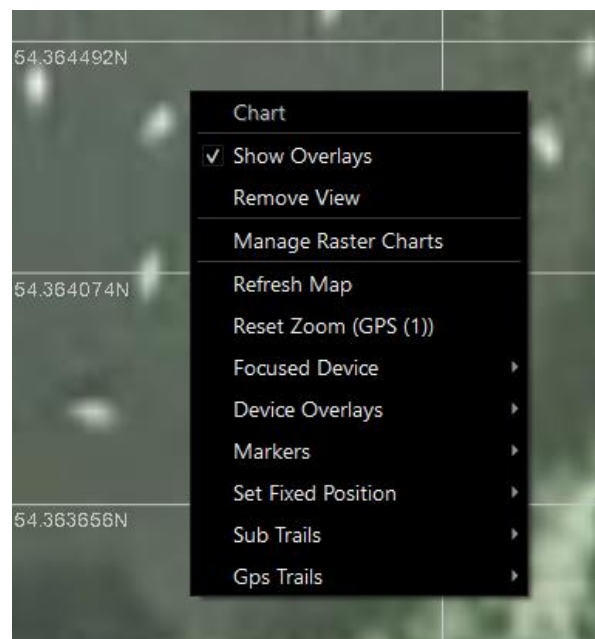 54.364492N
Chart
Show Overlays
Remove View
Manage Raster Charts
54.364074N
Refresh Map
Reset Zoom (GPS (1))
Focused Device
Device Overlays
Markers
Set Fixed Position
54.363656N
Sub Trails
Gps Trails